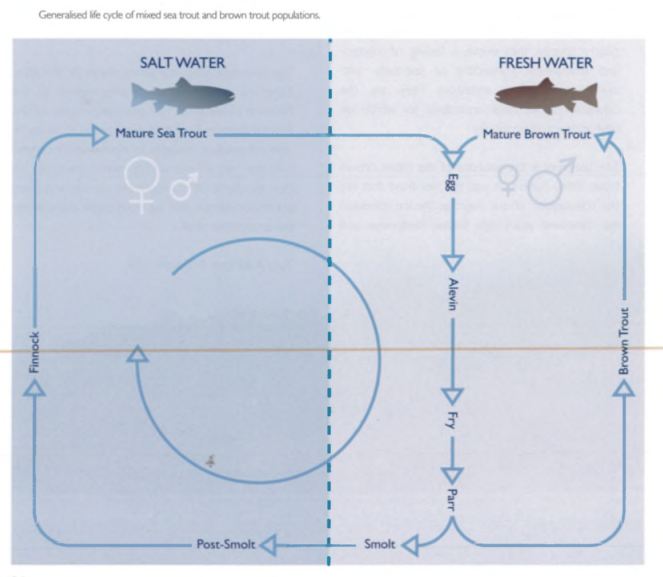 Generalised life cycle of mixed sea trout and brown trout populations.
SALT WATER
FRESH WATER
Mature Sea Trout
Mature Brown Trout
Egg
Alevin
Fry
Parr
Smolt
Post-Smolt
Finnock
Brown Trout